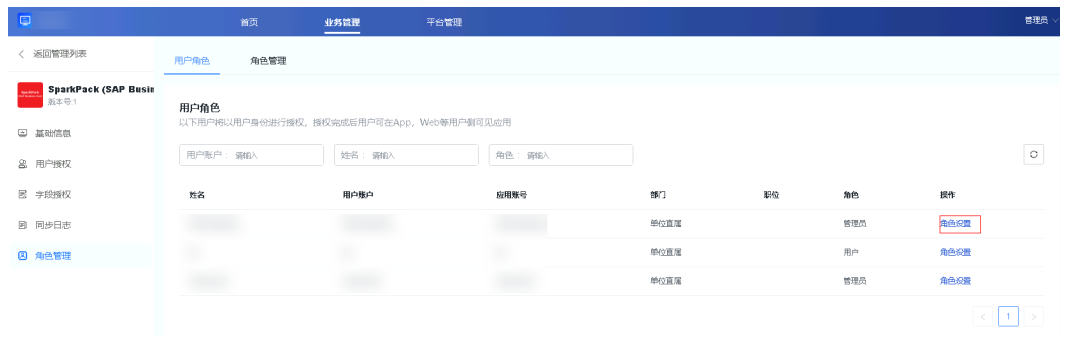 首页 业务管理 平台管理 管理员
返回管理列表
用户角色 角色管理
SparkPack (SAP Busin
版本号:1
基础信息
用户授权
字段授权
同步日志
角色管理
用户角色
以下用户将以用户身份进行授权，授权完成后用户可在App，Web等用户侧可见应用
用户账户： 请输入 姓名： 请输入 角色： 请输入
姓名 用户账户 应用账号 部门 职位 角色 操作
单位直属 管理员 角色设置
单位直属 用户 角色设置
单位直属 管理员 角色设置
< 1 >